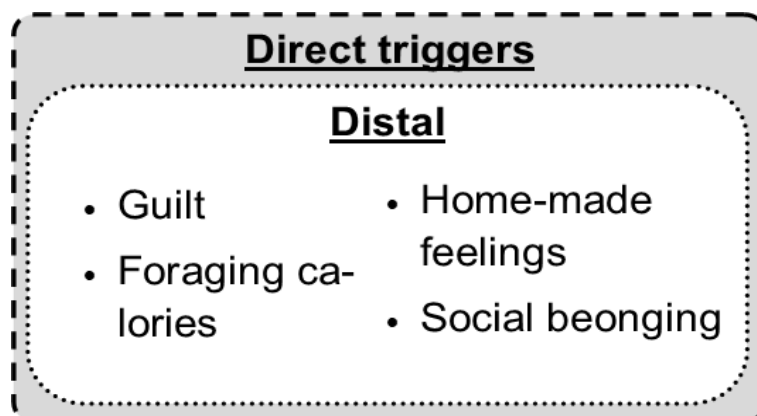 Direct triggers
Distal
• Guilt
• Foraging ca-
lories
• Home-made
feelings
• Social beonging